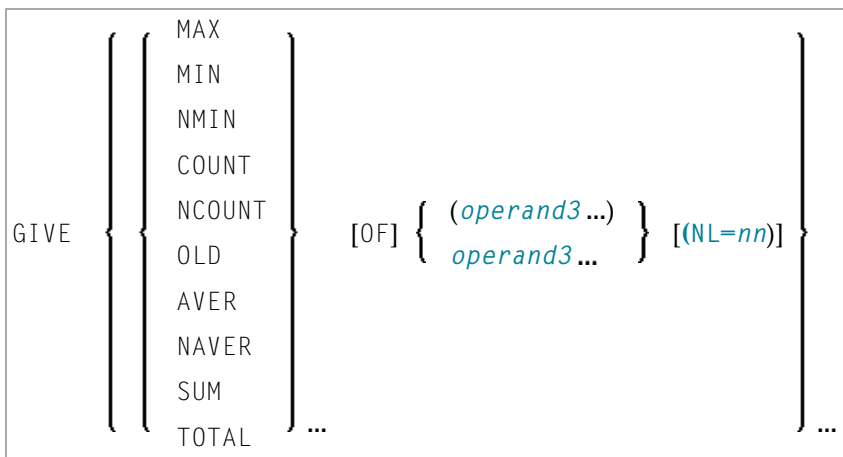 MAX
MIN
NMIN
COUNT
(operand3 ...)
NCOUNT
GIVE [OF] [(NL=nn)]
operand3 ...
OLD
AVER
NAVER
SUM
... ...
TOTAL